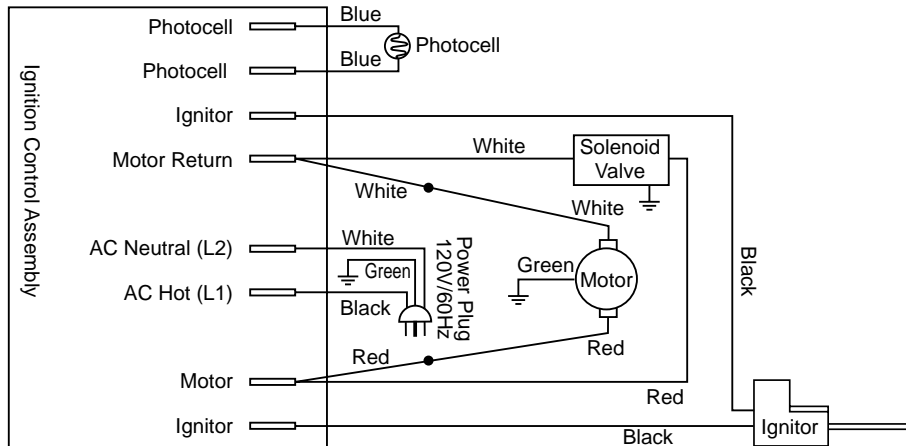 Blue
Photocell
Photocell
Blue
Photocell
Ignitor
Ignition Control Assembly
White
Solenoid
Valve
Motor Return
White
White
AC Neutral (L2)
White
Green
Power Plug
120V/60Hz
Green
Motor
Black
AC Hot (L1)
Black
Red
Red
Motor
Red
Ignitor
Black
Ignitor